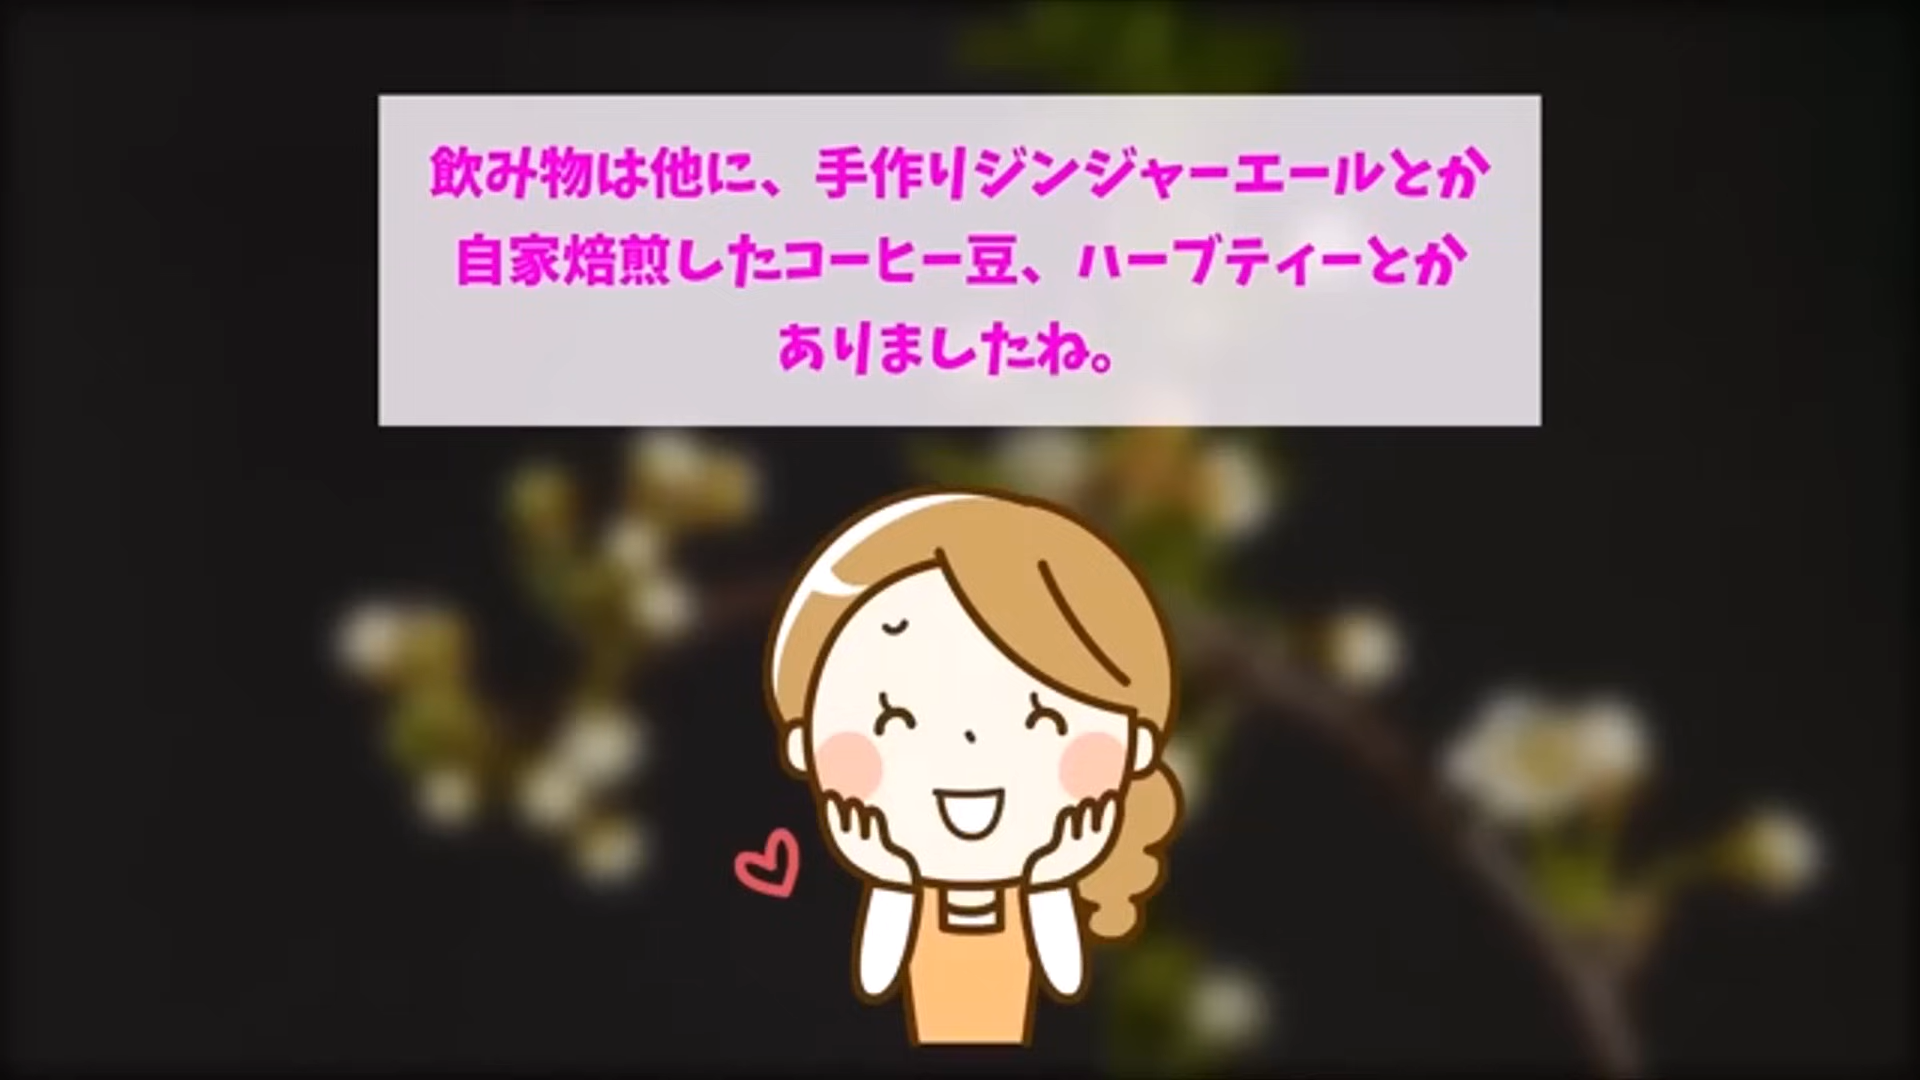 飲み物は他に、手作りジンジャーエールとか
自家焙煎したコーヒー豆、ハーブティーとか
ありましたね。